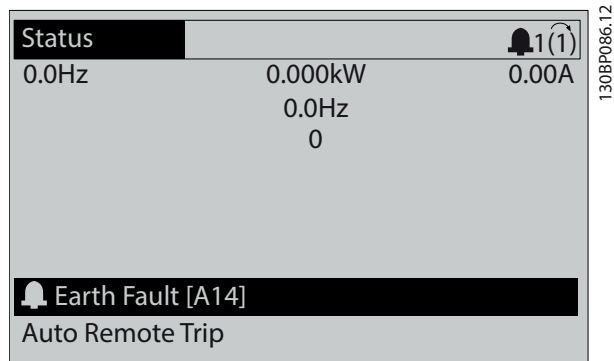 Status 1(1)
0.0Hz 0.000kW 0.00A
0.0Hz
0
Earth Fault [A14]
Auto Remote Trip
130BP086.12